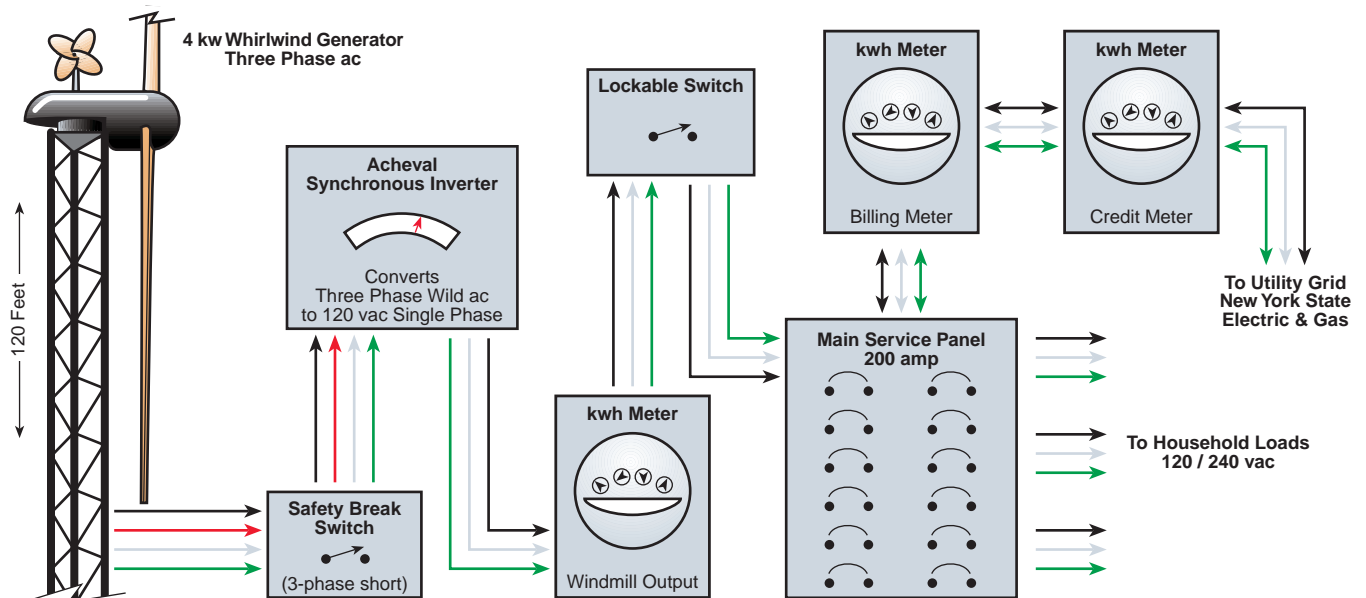 4 kw Whirlwind Generator
Three Phase ac
120 Feet
Safety Break
Switch
(3-phase short)
Acheval
Synchronous Inverter
Converts
Three Phase Wild ac
to 120 vac Single Phase
kwh Meter
Windmill Output
Lockable Switch
Main Service Panel
200 amp
kwh Meter
Billing Meter
kwh Meter
Credit Meter
To Utility Grid
New York State
Electric & Gas
To Household Loads
120 / 240 vac